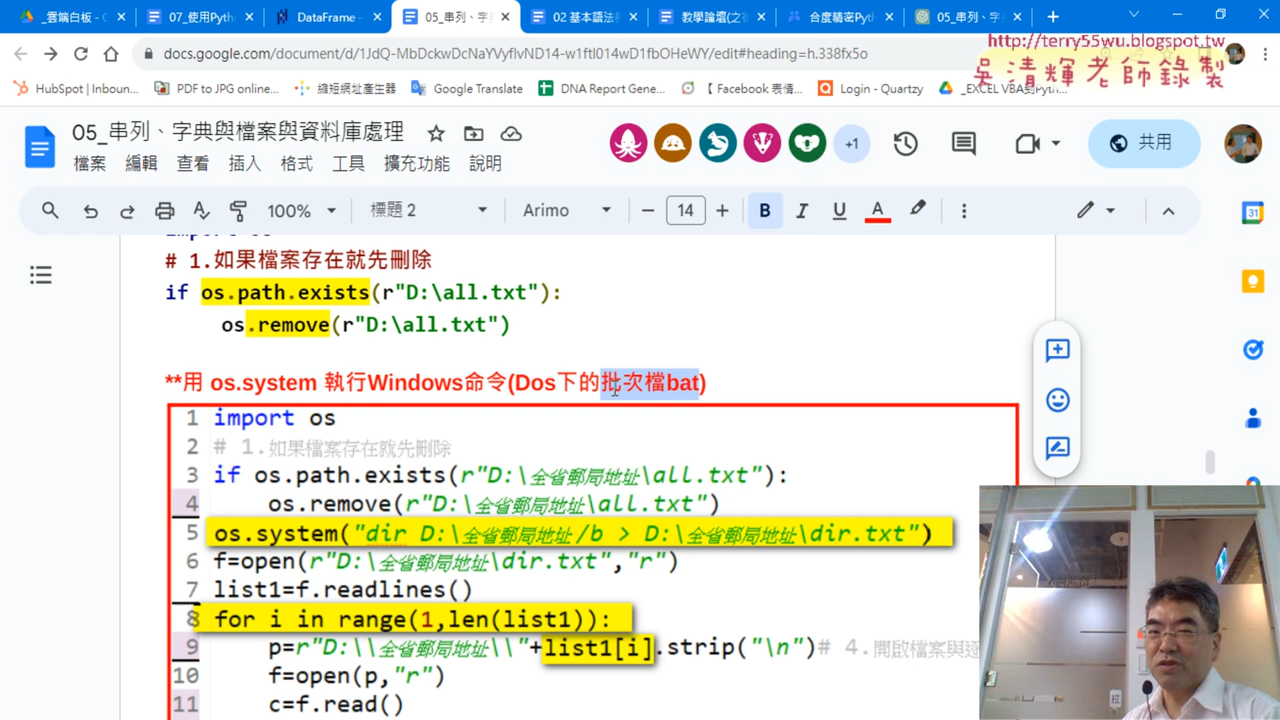 _雲端白板 - G
07_使用Pyth
DataFrame –
05_串列、字
02 基本語法
教學論壇(之
合度精密Pyth
05_串列、字
docs.google.com/document/d/1JdQ-MhDckwDcNaYVyIvND14-w1ftI014wD1fbOHeWY/edit#heading=h.338fx5o
http://terry55wu.blogspot.tw
吳清輝老師錄製
HubSpot | Inboun...
PDF to JPG online...
縮短網址產生器
Google Translate
DNA Report Gene...
【 Facebook 表情...
Login - Quartzy
_EXCEL VBA到Pyth...
05_串列、字典與檔案與資料庫處理
檔案 編輯 查看 插入 格式 工具 擴充功能 說明
+1
共用
100% 標題 2 Arimo 14 B I U A
31
import os
# 1.如果檔案存在就先刪除
if os.path.exists(r"D:\all.txt"):
os.remove(r"D:\all.txt")
**用 os.system 執行Windows命令(Dos下的批次檔bat)
1 import os
2 # 1.如果檔案存在就先刪除
3 if os.path.exists(r"D:\全省郵局地址\all.txt"):
4 os.remove(r"D:\全省郵局地址\all.txt")
5 os.system("dir D:\全省郵局地址/b > D:\全省郵局地址\dir.txt")
6 f=open(r"D:\全省郵局地址\dir.txt","r")
7 list1=f.readlines()
8 for i in range(1,len(list1)):
9 p=r"D:\\全省郵局地址\\"+list1[i].strip("\n")# 4.開啟檔案與逐
10 f=open(p,"r")
11 c=f.read()